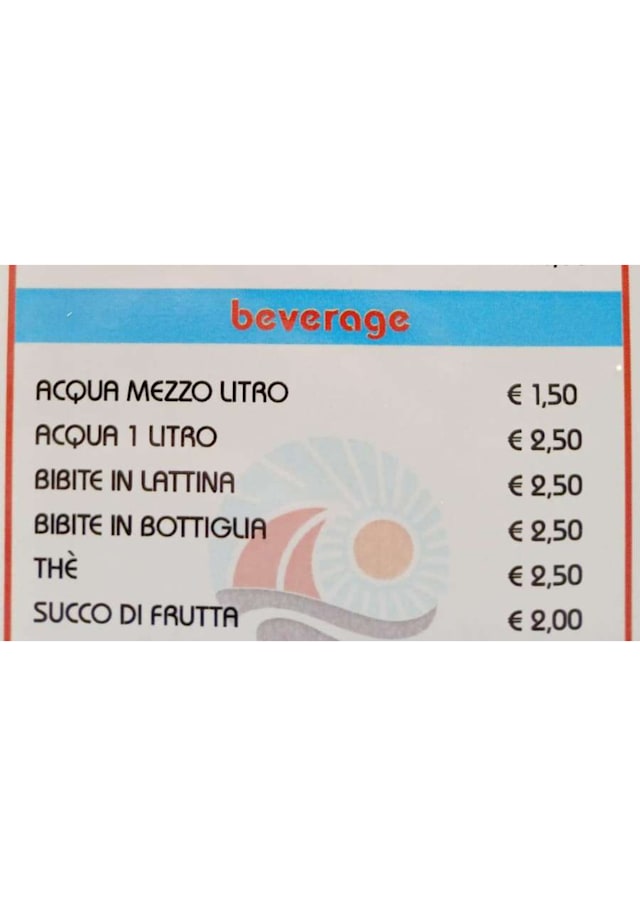 beverage
ACQUA MEZZO LITRO € 1,50
ACQUA 1 LITRO € 2,50
BIBITE IN LATTINA € 2,50
BIBITE IN BOTTIGLIA € 2,50
THÈ € 2,50
SUCCO DI FRUTTA € 2,00